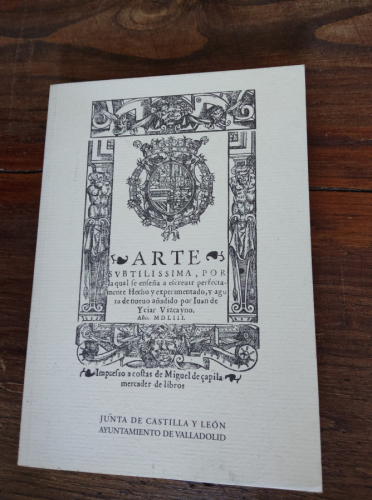 ARTE
SVBTILISSIMA, POR
la qual se enseña a escreuir perfecta-
mente Hecho y experimentado, y ago
ra de nueuo añadido por Iuan de
Yciar Vizcayno.
Año. MDLIII.
Impresso a costas de Miguel de çapila
mercader de libros
JUNTA DE CASTILLA Y LEÓN
AYUNTAMIENTO DE VALLADOLID